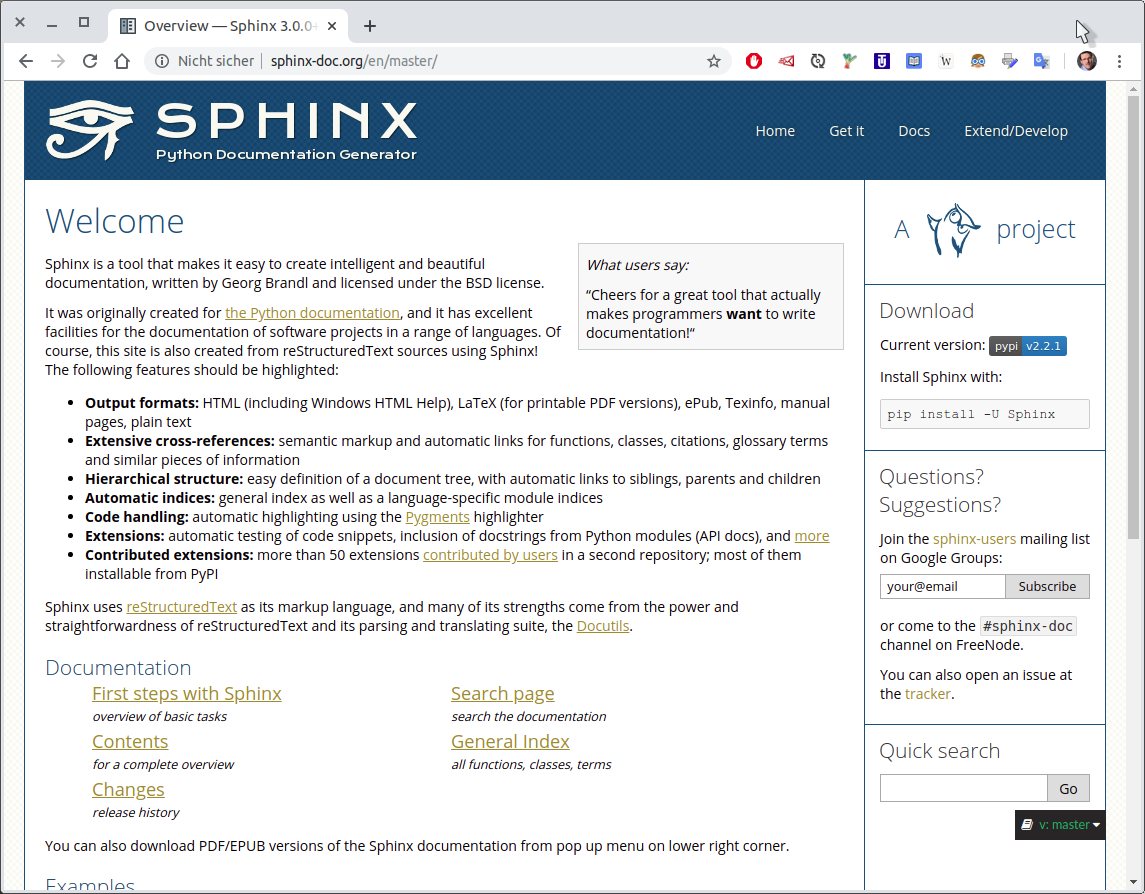 Overview — Sphinx 3.0.0+
Nicht sicher | sphinx-doc.org/en/master/
SPHINX
Python Documentation Generator
Home Get it Docs Extend/Develop
Welcome
Sphinx is a tool that makes it easy to create intelligent and beautiful
documentation, written by Georg Brandl and licensed under the BSD license.
What users say:
“Cheers for a great tool that actually
makes programmers want to write
documentation!“
It was originally created for the Python documentation, and it has excellent
facilities for the documentation of software projects in a range of languages. Of
course, this site is also created from reStructuredText sources using Sphinx!
The following features should be highlighted:
• Output formats: HTML (including Windows HTML Help), LaTeX (for printable PDF versions), ePub, Texinfo, manual
pages, plain text
• Extensive cross-references: semantic markup and automatic links for functions, classes, citations, glossary terms
and similar pieces of information
• Hierarchical structure: easy definition of a document tree, with automatic links to siblings, parents and children
• Automatic indices: general index as well as a language-specific module indices
• Code handling: automatic highlighting using the Pygments highlighter
• Extensions: automatic testing of code snippets, inclusion of docstrings from Python modules (API docs), and more
• Contributed extensions: more than 50 extensions contributed by users in a second repository; most of them
installable from PyPI
Sphinx uses reStructuredText as its markup language, and many of its strengths come from the power and
straightforwardness of reStructuredText and its parsing and translating suite, the Docutils.
Documentation
First steps with Sphinx
overview of basic tasks
Contents
for a complete overview
Changes
release history
Search page
search the documentation
General Index
all functions, classes, terms
You can also download PDF/EPUB versions of the Sphinx documentation from pop up menu on lower right corner.
Examples
A project
Download
Current version: pypi v2.2.1
Install Sphinx with:
pip install -U Sphinx
Questions?
Suggestions?
Join the sphinx-users mailing list
on Google Groups:
your@email Subscribe
or come to the #sphinx-doc
channel on FreeNode.
You can also open an issue at
the tracker.
Quick search
Go
v: master